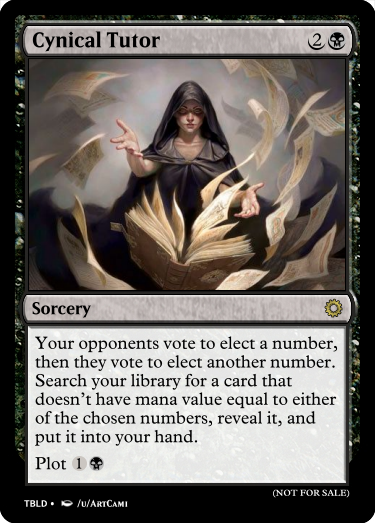 Cynical Tutor 2
Sorcery
Your opponents vote to elect a number,
then they vote to elect another number.
Search your library for a card that
doesn't have mana value equal to either
of the chosen numbers, reveal it, and
put it into your hand.
Plot 1
(NOT FOR SALE)
TBLD • /u/ArtCami